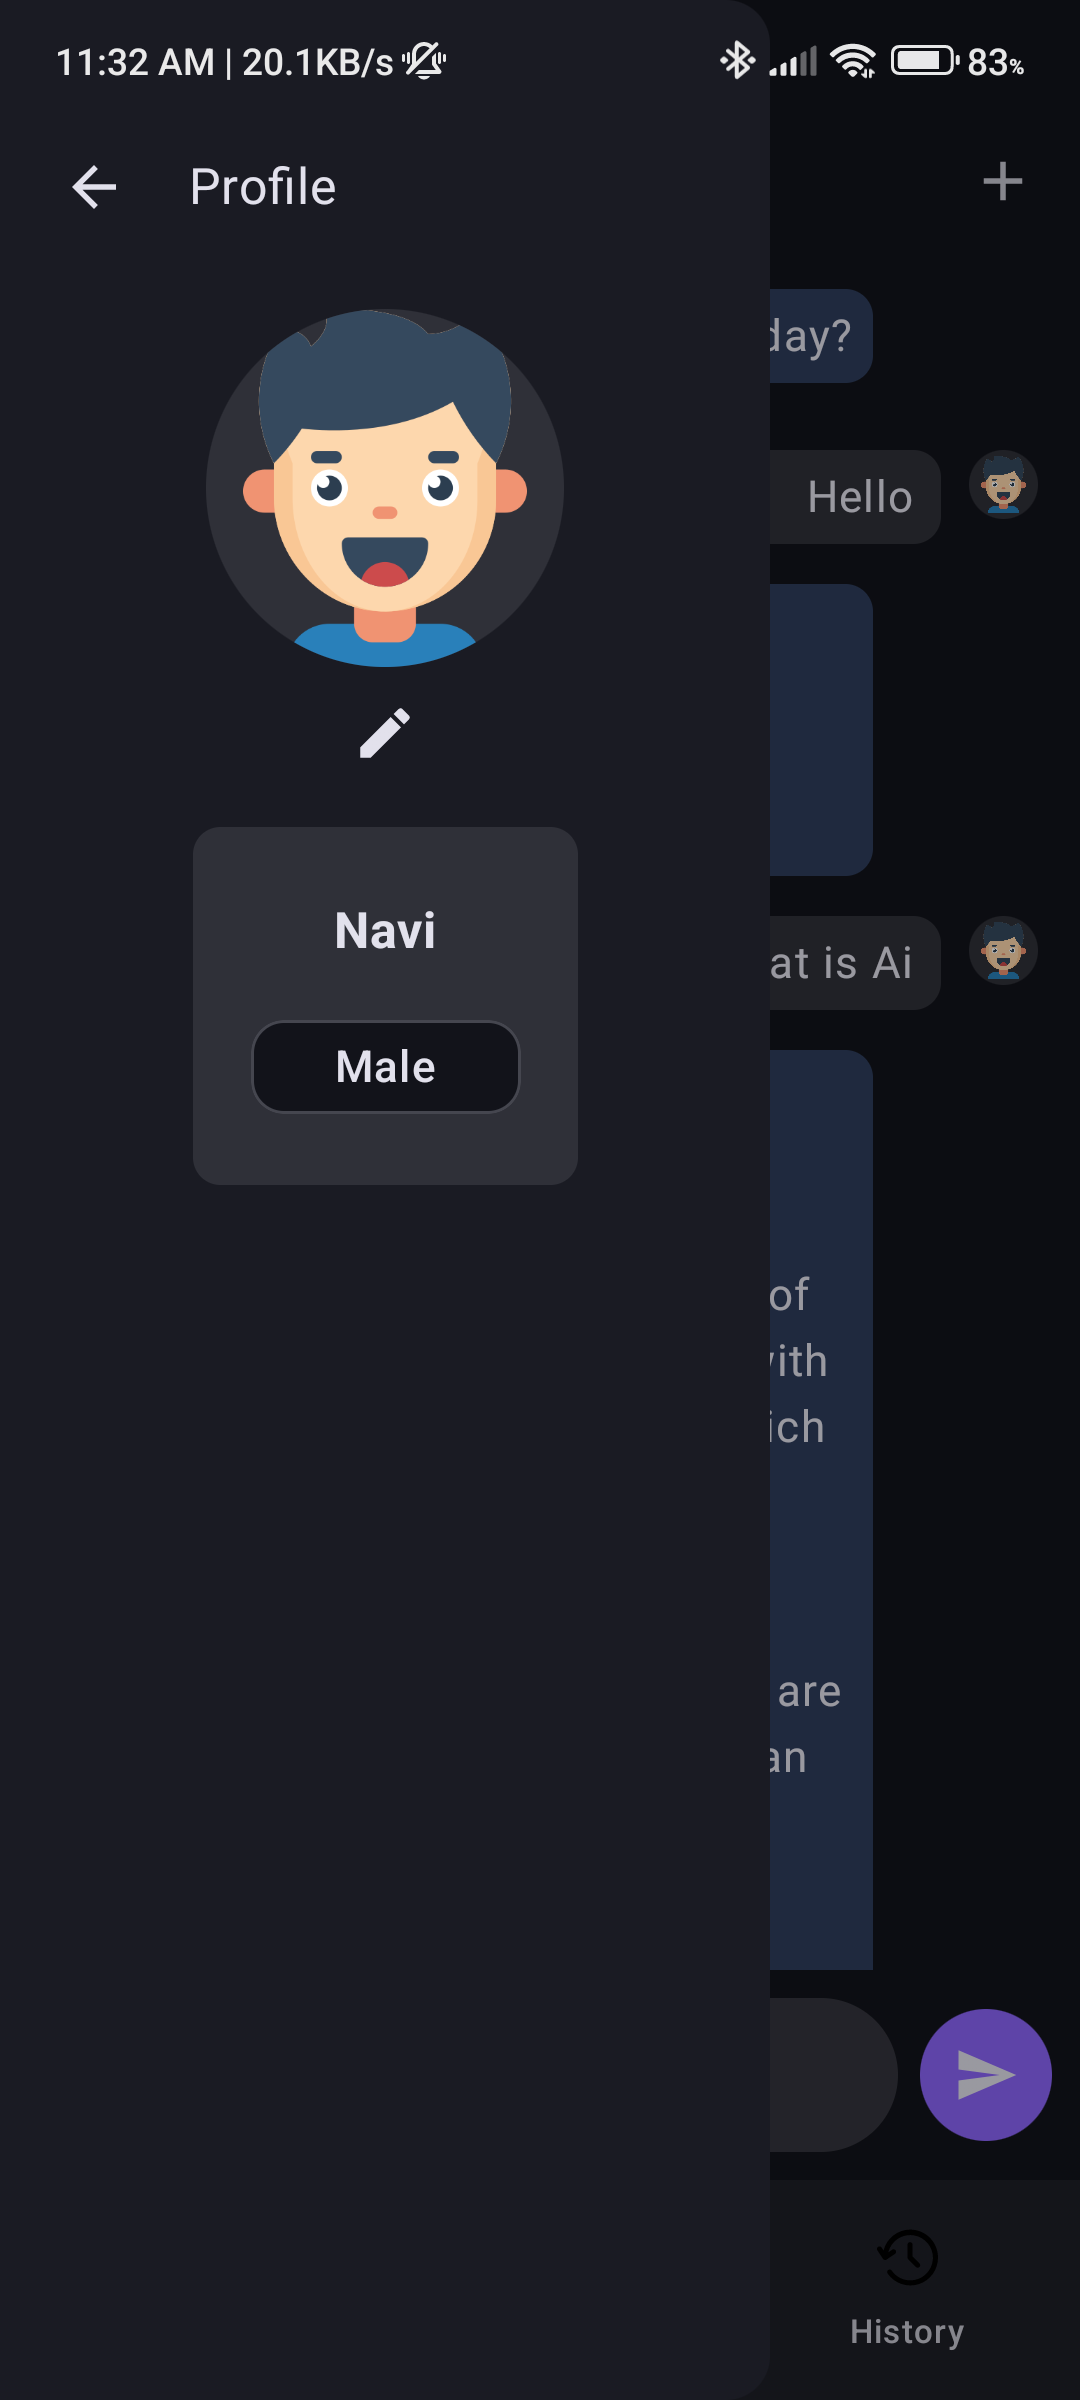 11:32 AM | 20.1KB/s 83%
Profile
day?
Hello
Navi
at is Ai
Male
of
ith
ich
are
an
History